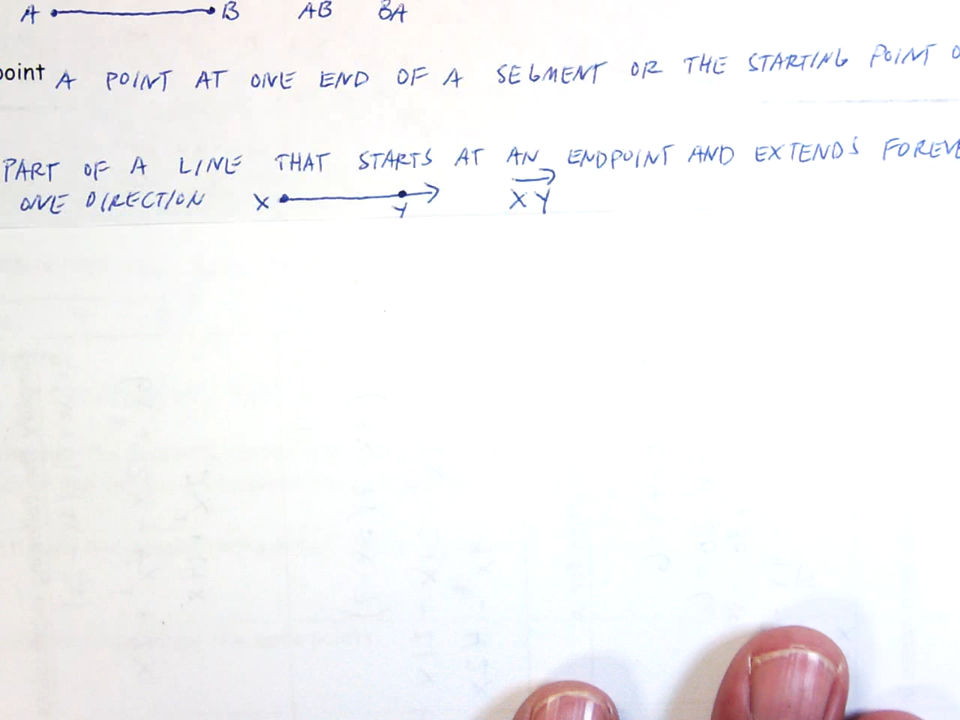 A B AB BA
point A POINT AT ONE END OF A SEGMENT OR THE STARTING POINT
PART OF A LINE THAT STARTS AT AN ENDPOINT AND EXTENDS FOREVE
ONE DIRECTION X Y XY